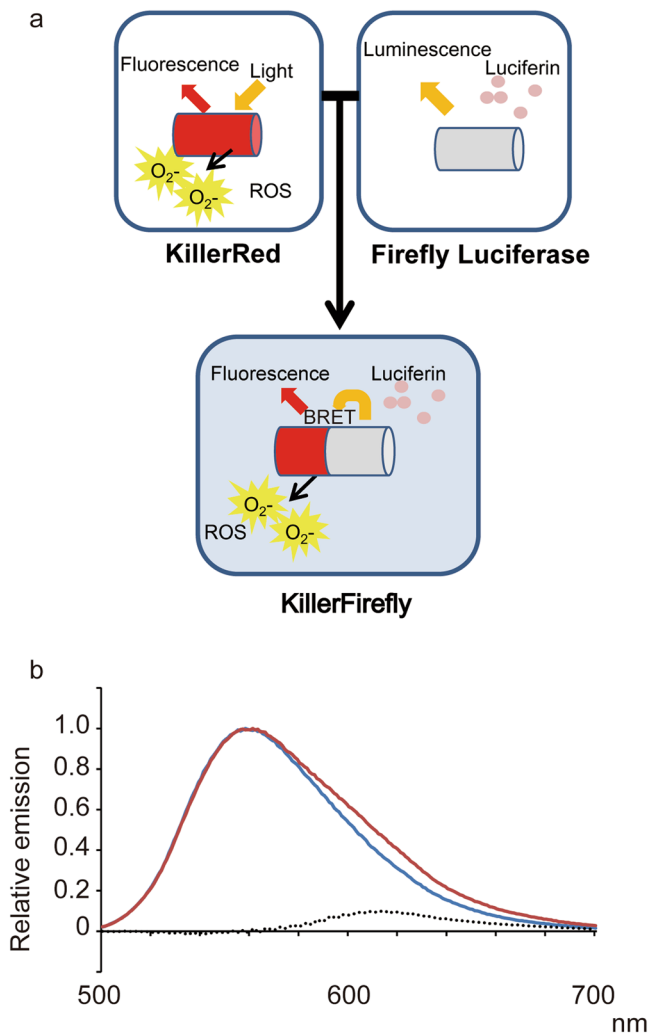 a
Fluorescence
Light
O2-
O2-
ROS
KillerRed
Luminescence
Luciferin
Firefly Luciferase
Fluorescence
Luciferin
BRET
O2-
ROS
O2-
KillerFirefly
b
Relative emission
1.0
0.8
0.6
0.4
0.2
0
500
600
700
nm